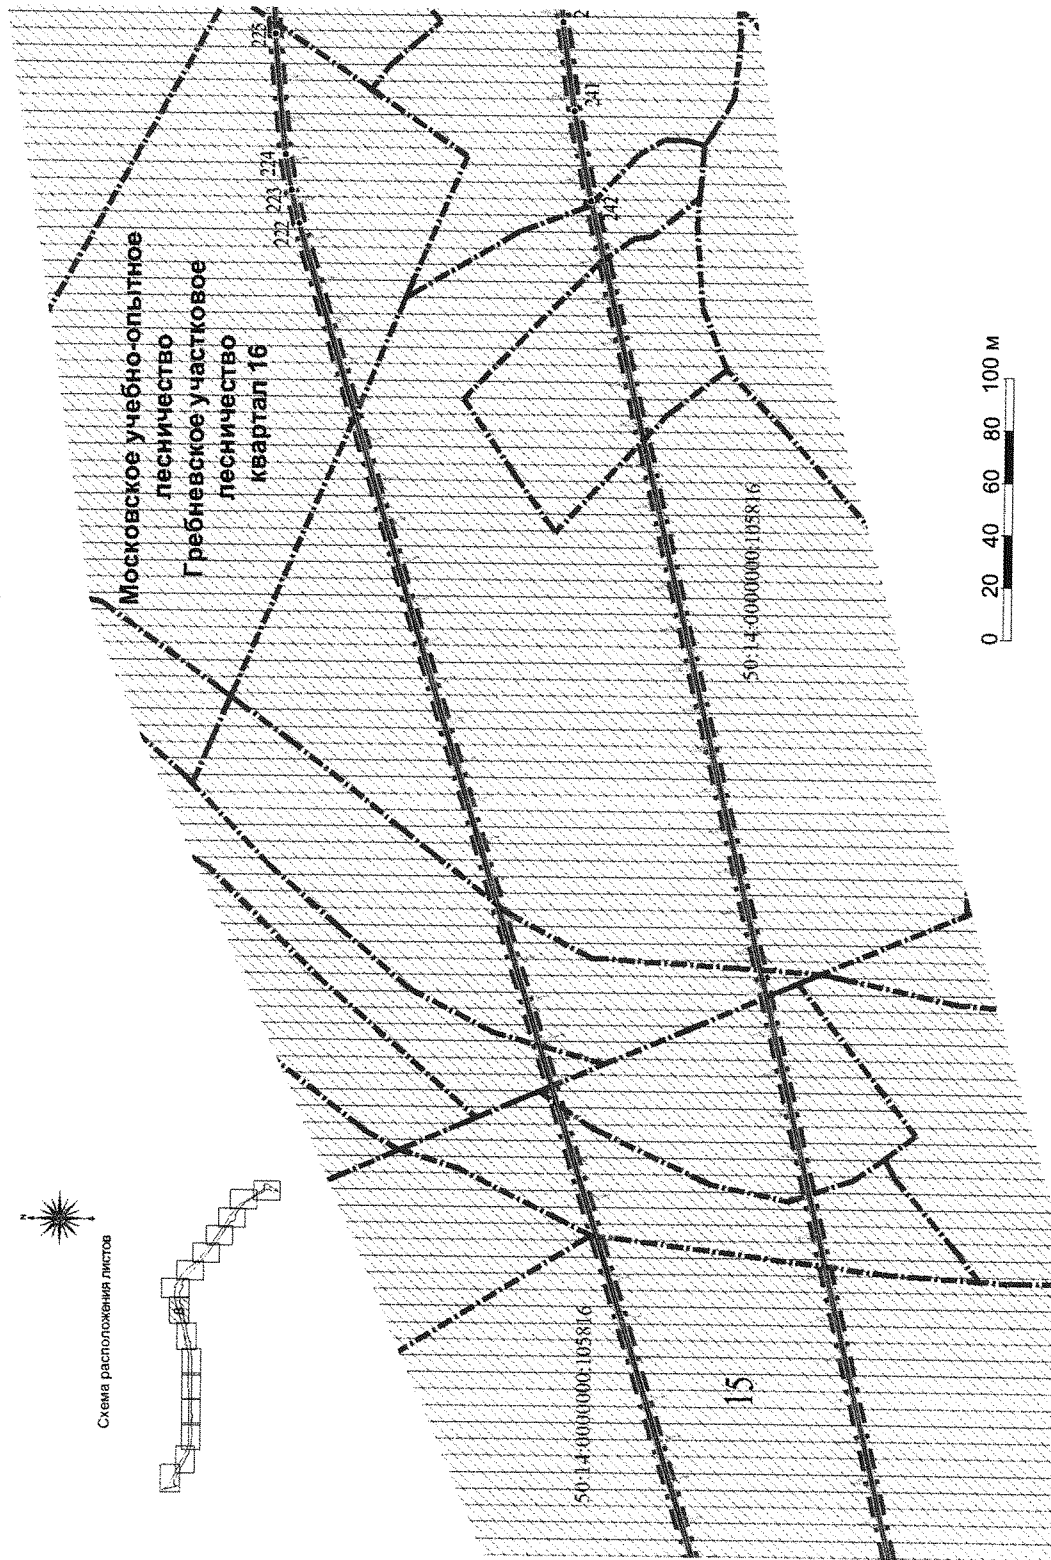 N
Схема расположения листов
Московское учебно-опытное
лесничество
Гребневское участковое
лесничество
квартал 16
222
223
224
225
2
241
242
50:14:0000000:105816
50:14:0000000:105816
15
0 20 40 60 80 100 м